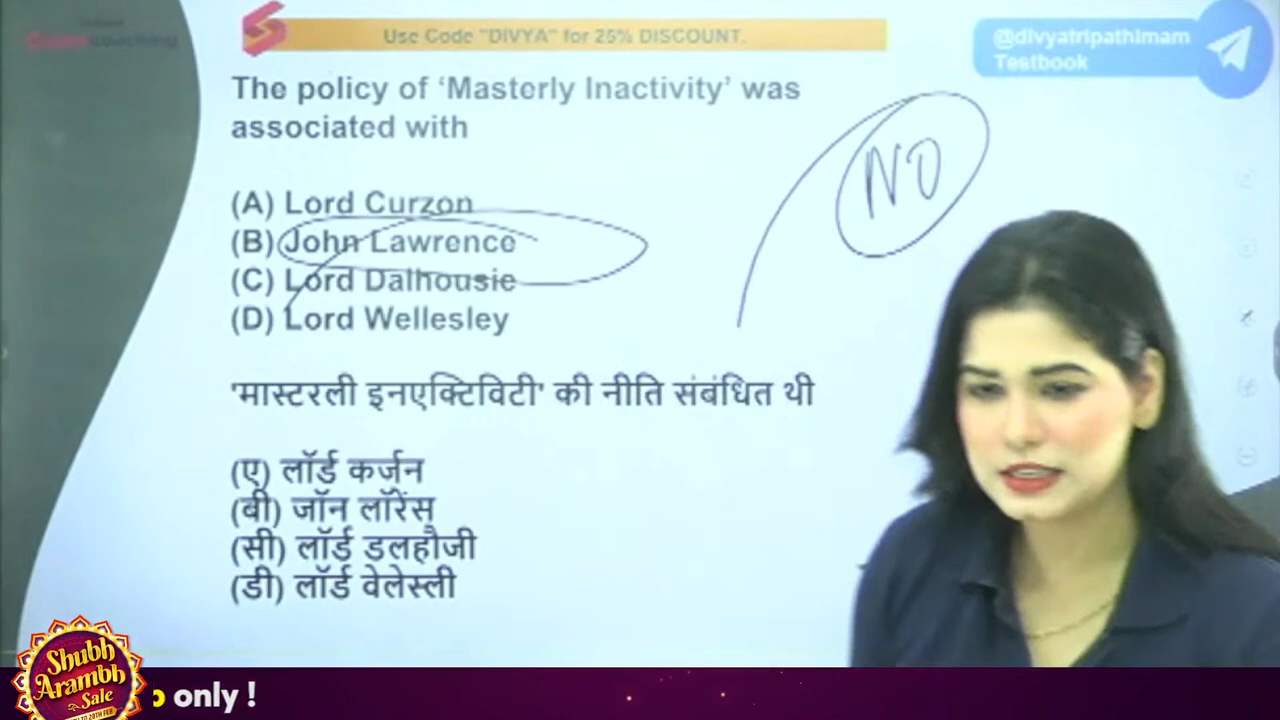 Use Code "DIVYA" for 25% DISCOUNT.
@divyatripathimam
Testbook
The policy of ‘Masterly Inactivity’ was
associated with
NO
(A) Lord Curzon
(B) John Lawrence
(C) Lord Dalhousie
(D) Lord Wellesley
'मास्टरली इनएक्टिविटी' की नीति संबंधित थी
(ए) लॉर्ड कर्जन
(बी) जॉन लॉरेंस
(सी) लॉर्ड डलहौजी
(डी) लॉर्ड वेलेस्ली
Shubh
Arambh
Sale
only !